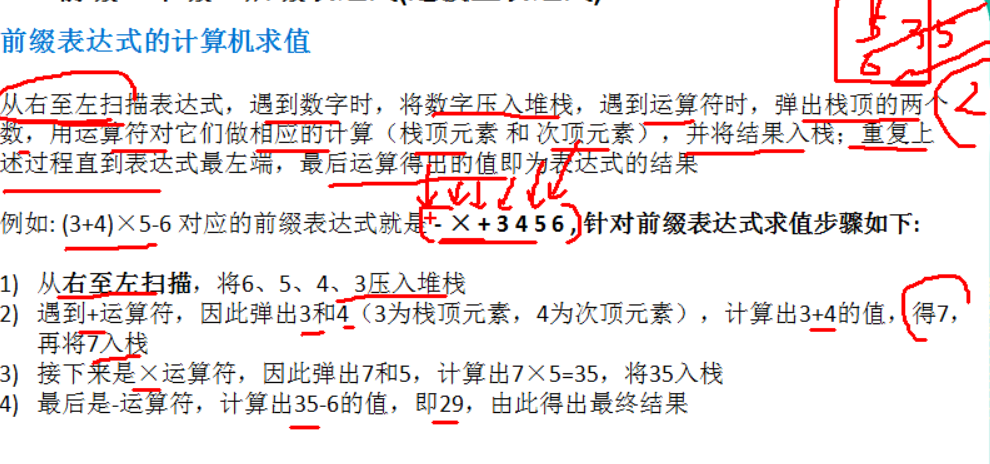 前缀表达式的计算机求值
从右至左扫描表达式，遇到数字时，将数字压入堆栈，遇到运算符时，弹出栈顶的两个
数，用运算符对它们做相应的计算（栈顶元素 和 次顶元素），并将结果入栈；重复上
述过程直到表达式最左端，最后运算得出的值即为表达式的结果
例如: (3+4)×5-6 对应的前缀表达式就是 - × + 3 4 5 6 , 针对前缀表达式求值步骤如下:
1) 从右至左扫描，将6、5、4、3压入堆栈
2) 遇到+运算符，因此弹出3和4（3为栈顶元素，4为次顶元素），计算出3+4的值，得7，
再将7入栈
3) 接下来是×运算符，因此弹出7和5，计算出7×5=35，将35入栈
4) 最后是-运算符，计算出35-6的值，即29，由此得出最终结果